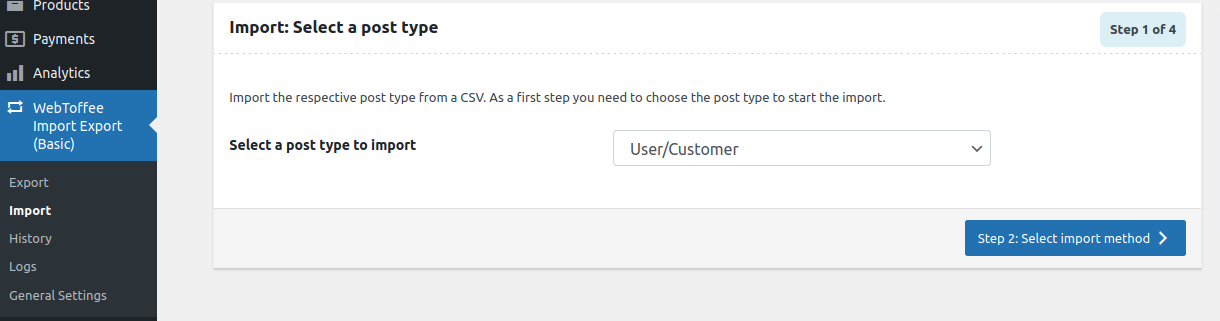 Products
Payments
Analytics
WebToffee
Import Export
(Basic)
Export
Import
History
Logs
General Settings
Import: Select a post type
Step 1 of 4
Import the respective post type from a CSV. As a first step you need to choose the post type to start the import.
Select a post type to import
User/Customer
Step 2: Select import method